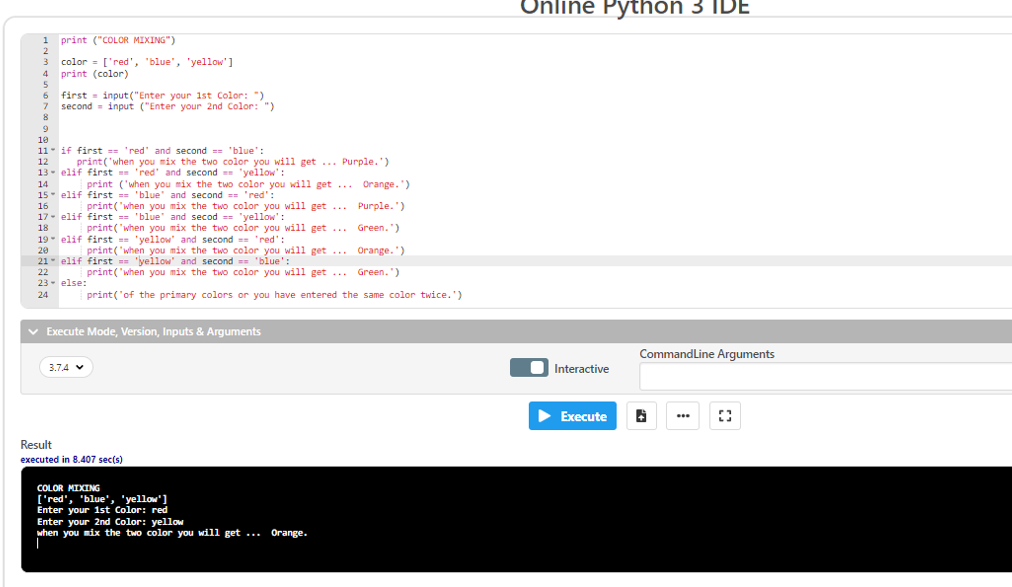 Online Python 3 IDE
1 print ("COLOR MIXING")
2
3 color = ['red', 'blue', 'yellow']
4 print (color)
5
6 first = input("Enter your 1st Color: ")
7 second = input ("Enter your 2nd Color: ")
8
9
10
11 if first == 'red' and second == 'blue':
12 print('when you mix the two color you will get ... Purple.')
13 elif first == 'red' and second == 'yellow':
14 print ('when you mix the two color you will get ...  Orange.')
15 elif first == 'blue' and second == 'red':
16 print('when you mix the two color you will get ...  Purple.')
17 elif first == 'blue' and secod == 'yellow':
18 print('when you mix the two color you will get ...  Green.')
19 elif first == 'yellow' and second == 'red':
20 print('when you mix the two color you will get ...  Orange.')
21 elif first == 'yellow' and second == 'blue':
22 print('when you mix the two color you will get ...  Green.')
23 else:
24 print('of the primary colors or you have entered the same color twice.')
Execute Mode, Version, Inputs & Arguments
3.7.4
Interactive
CommandLine Arguments
Execute
Result
executed in 8.407 sec(s)
COLOR MIXING
['red', 'blue', 'yellow']
Enter your 1st Color: red
Enter your 2nd Color: yellow
when you mix the two color you will get ...  Orange.